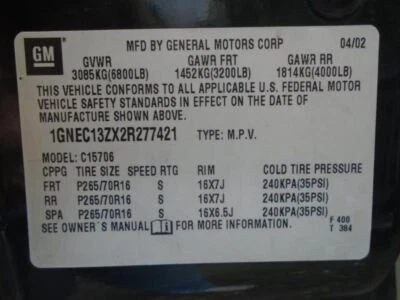 GM
MFD BY GENERAL MOTORS CORP 04/02
GVWR GAWR FRT GAWR RR
3085KG(6800LB) 1452KG(3200LB) 1814KG(4000LB)
THIS VEHICLE CONFORMS TO ALL APPLICABLE U.S. FEDERAL MOTOR
VEHICLE SAFETY STANDARDS IN EFFECT ON THE DATE OF
MANUFACTURE SHOWN ABOVE.
1GNEC13ZX2R277421 TYPE: M.P.V.
MODEL: C15706
CPPG TIRE SIZE SPEED RTG RIM COLD TIRE PRESSURE
FRT P265/70R16 S 16X7J 240KPA(35PSI)
RR P265/70R16 S 16X7J 240KPA(35PSI)
SPA P265/70R16 S 16X6.5J 240KPA(35PSI)
SEE OWNER'S MANUAL FOR MORE INFORMATION F 400
T 384